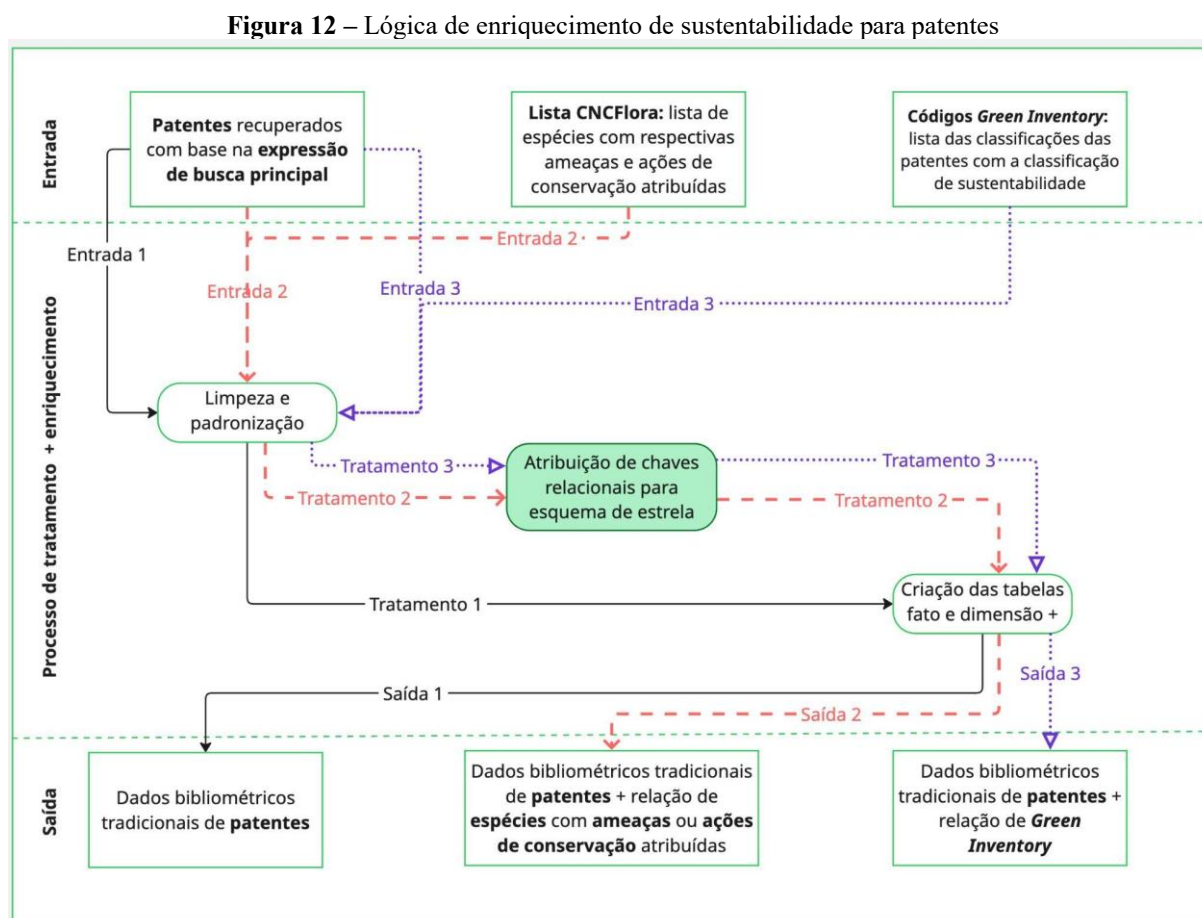 Figura 12 – Lógica de enriquecimento de sustentabilidade para patentes
Entrada
Patentes recuperados
com base na expressão
de busca principal
Lista CNCFlora: lista de
espécies com respectivas
ameaças e ações de
conservação atribuídas
Códigos Green Inventory:
lista das classificações das
patentes com a classificação
de sustentabilidade
Processo de tratamento + enriquecimento
Entrada 1
Entrada 2
Entrada 2
Entrada 3
Entrada 3
Limpeza e
padronização
Tratamento 3
Tratamento 2
Atribuição de chaves
relacionais para
esquema de estrela
Tratamento 3
Tratamento 2
Tratamento 1
Criação das tabelas
fato e dimensão +
Saída 1
Saída 2
Saída 3
Saída
Dados bibliométricos
tradicionais de patentes
Dados bibliométricos tradicionais
de patentes + relação de
espécies com ameaças ou ações
de conservação atribuídas
Dados bibliométricos
tradicionais de patentes +
relação de Green
Inventory